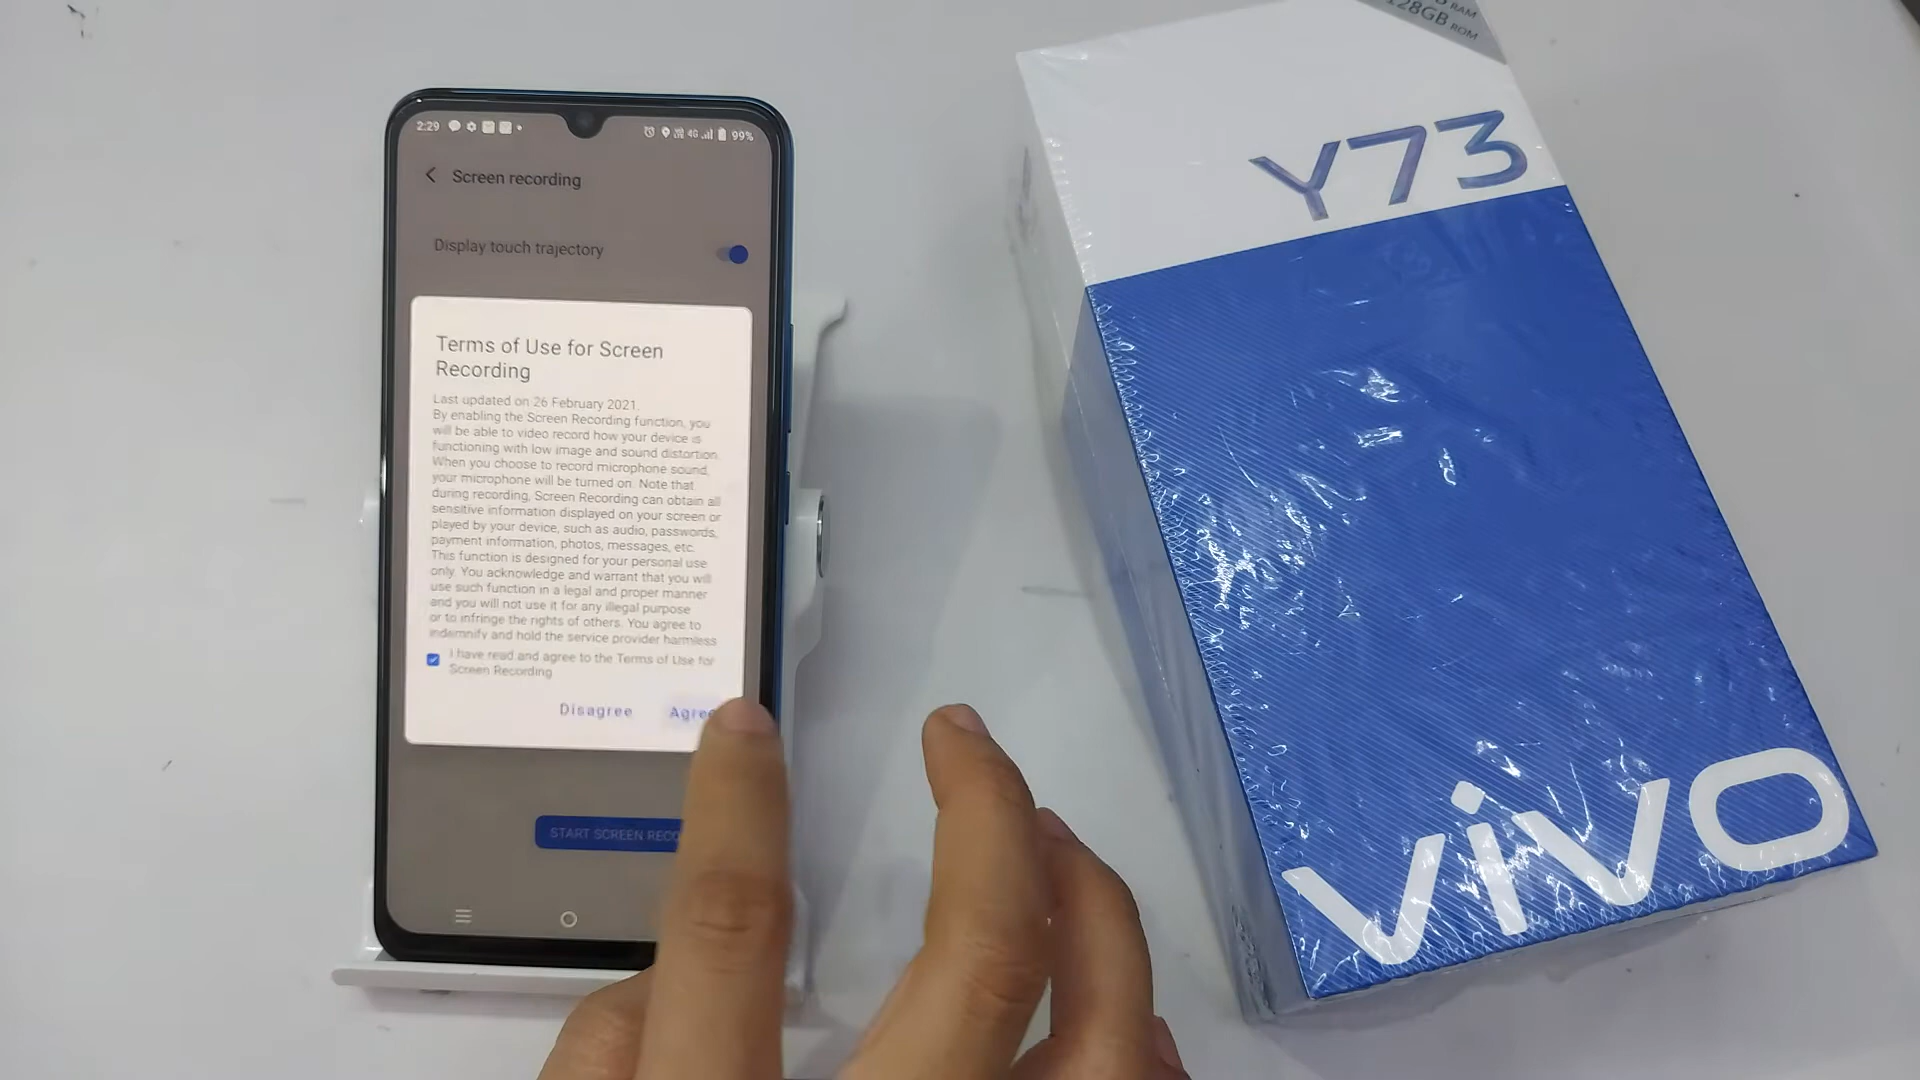 2:29
4G
99%
Screen recording
Display touch trajectory
Terms of Use for Screen
Recording
Last updated on 26 February 2021.
By enabling the Screen Recording function, you
will be able to video record how your device is
functioning with low image and sound distortion.
When you choose to record microphone sound,
your microphone will be turned on. Note that
during recording, Screen Recording can obtain all
sensitive information displayed on your screen or
played by your device, such as audio, passwords,
payment information, photos, messages, etc.
This function is designed for your personal use
only. You acknowledge and warrant that you will
use such function in a legal and proper manner
and you will not use it for any illegal purpose
or to infringe the rights of others. You agree to
indemnify and hold the service provider harmless
I have read and agree to the Terms of Use for
Screen Recording
Disagree Agree
START SCREEN RECO
RAM
128GB ROM
Y73
vivo